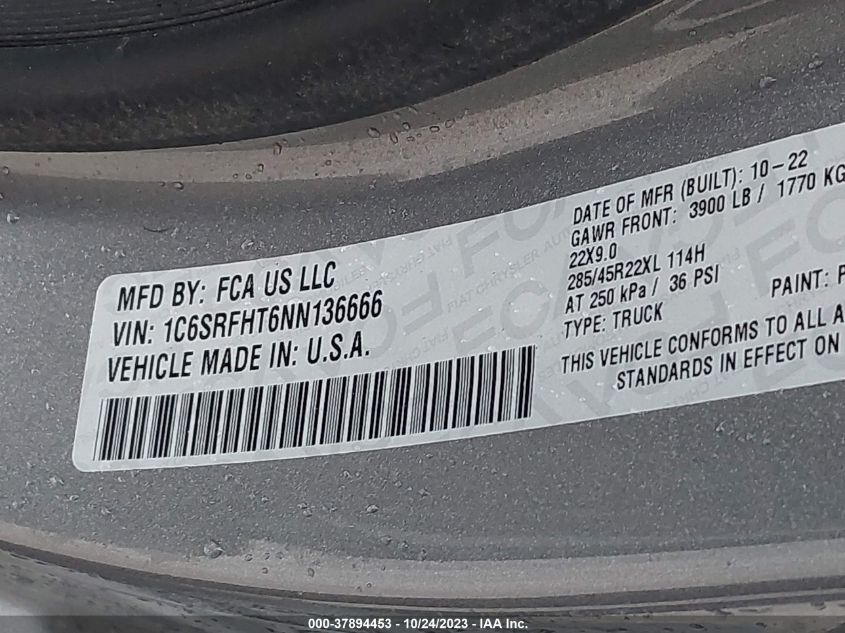 MFD BY: FCA US LLC
VIN: 1C6SRFHT6NN136666
VEHICLE MADE IN: U.S.A.
DATE OF MFR (BUILT): 10-22
GAWR FRONT: 3900 LB / 1770 KG
22X9.0
285/45R22XL 114H
AT 250 kPa / 36 PSI
TYPE: TRUCK
PAINT: P
THIS VEHICLE CONFORMS TO ALL A
STANDARDS IN EFFECT ON
000-37894453 - 10/24/2023 - IAA Inc.